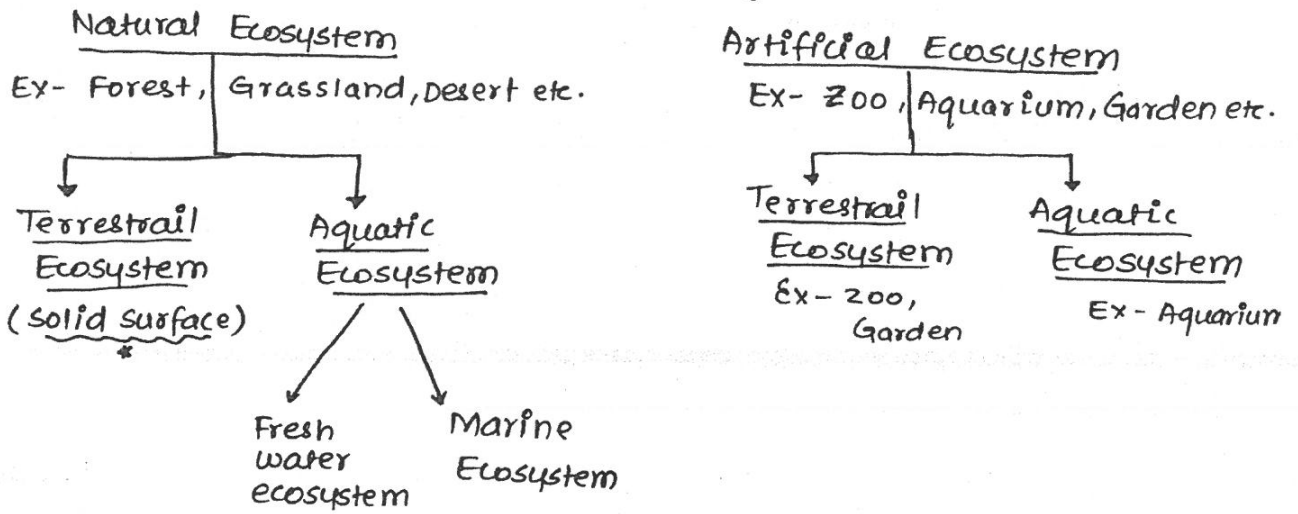 Natural Ecosystem
Ex- Forest, Grassland, Desert etc.
Terrestrail
Ecosystem
(solid surface)
*
Aquatic
Ecosystem
Fresh
water
ecosystem
Marine
Ecosystem
Artificial Ecosystem
Ex- Zoo, Aquarium, Garden etc.
Terrestrail
Ecosystem
Ex- zoo,
Garden
Aquatic
Ecosystem
Ex- Aquarium